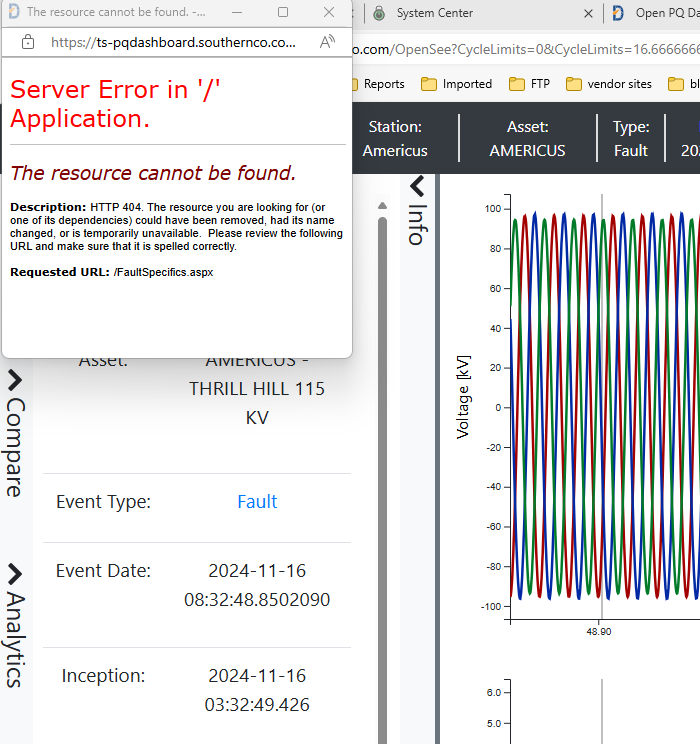 The resource cannot be found. -...
System Center
Open PQ Da
https://ts-pqdashboard.southernco.co...
o.com/OpenSee?CycleLimits=0&CycleLimits=16.6666666
Reports
Imported
FTP
vendor sites
bl
Server Error in '/'
Application.
The resource cannot be found.
Description: HTTP 404. The resource you are looking for (or
one of its dependencies) could have been removed, had its name
changed, or is temporarily unavailable. Please review the following
URL and make sure that it is spelled correctly.
Requested URL: /FaultSpecifics.aspx
Station:
Americus
Asset:
AMERICUS
Type:
Fault
20
Info
Compare
Analytics
Asset:
AMERICUS -
THRILL HILL 115
KV
Event Type:
Fault
Event Date:
2024-11-16
08:32:48.8502090
Inception:
2024-11-16
03:32:49.426
Voltage [kV]
100
80
60
40
20
0
-20
-40
-60
-80
-100
48.90
6.0
5.0